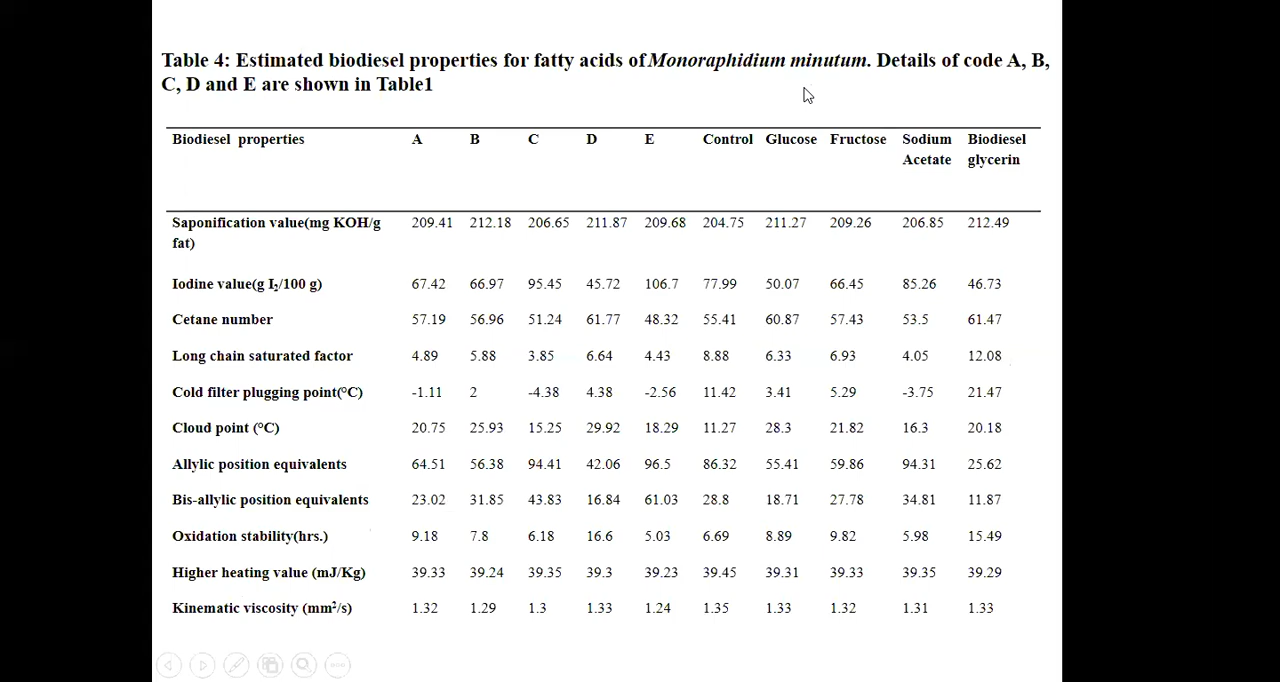 Table 4: Estimated biodiesel properties for fatty acids of Monoraphidium minutum. Details of code A, B,
C, D and E are shown in Table1
Biodiesel properties A B C D E Control Glucose Fructose Sodium Acetate Biodiesel glycerin
Saponification value(mg KOH/g fat) 209.41 212.18 206.65 211.87 209.68 204.75 211.27 209.26 206.85 212.49
Iodine value(g I₂/100 g) 67.42 66.97 95.45 45.72 106.7 77.99 50.07 66.45 85.26 46.73
Cetane number 57.19 56.96 51.24 61.77 48.32 55.41 60.87 57.43 53.5 61.47
Long chain saturated factor 4.89 5.88 3.85 6.64 4.43 8.88 6.33 6.93 4.05 12.08
Cold filter plugging point(°C) -1.11 2 -4.38 4.38 -2.56 11.42 3.41 5.29 -3.75 21.47
Cloud point (°C) 20.75 25.93 15.25 29.92 18.29 11.27 28.3 21.82 16.3 20.18
Allylic position equivalents 64.51 56.38 94.41 42.06 96.5 86.32 55.41 59.86 94.31 25.62
Bis-allylic position equivalents 23.02 31.85 43.83 16.84 61.03 28.8 18.71 27.78 34.81 11.87
Oxidation stability(hrs.) 9.18 7.8 6.18 16.6 5.03 6.69 8.89 9.82 5.98 15.49
Higher heating value (mJ/Kg) 39.33 39.24 39.35 39.3 39.23 39.45 39.31 39.33 39.35 39.29
Kinematic viscosity (mm²/s) 1.32 1.29 1.3 1.33 1.24 1.35 1.33 1.32 1.31 1.33